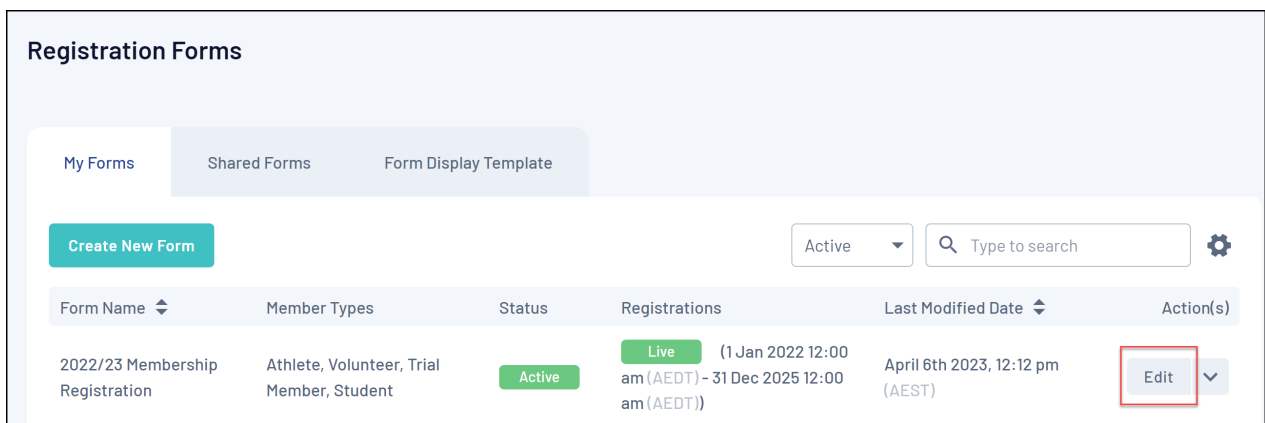 Registration Forms
My Forms
Shared Forms
Form Display Template
Create New Form
Active
Type to search
Form Name
Member Types
Status
Registrations
Last Modified Date
Action(s)
2022/23 Membership
Registration
Athlete, Volunteer, Trial
Member, Student
Active
Live (1 Jan 2022 12:00
am (AEDT) - 31 Dec 2025 12:00
am (AEDT))
April 6th 2023, 12:12 pm
(AEST)
Edit